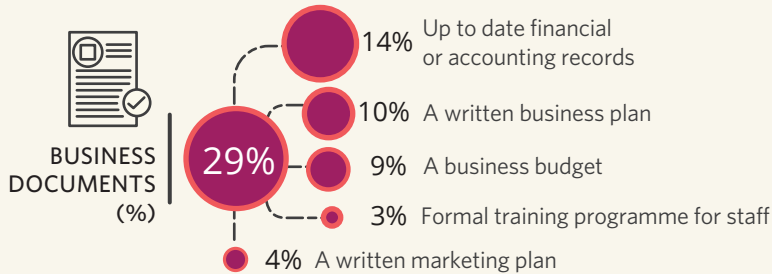 BUSINESS
DOCUMENTS
(%)
29%
14% Up to date financial
or accounting records
10% A written business plan
9% A business budget
3% Formal training programme for staff
4% A written marketing plan